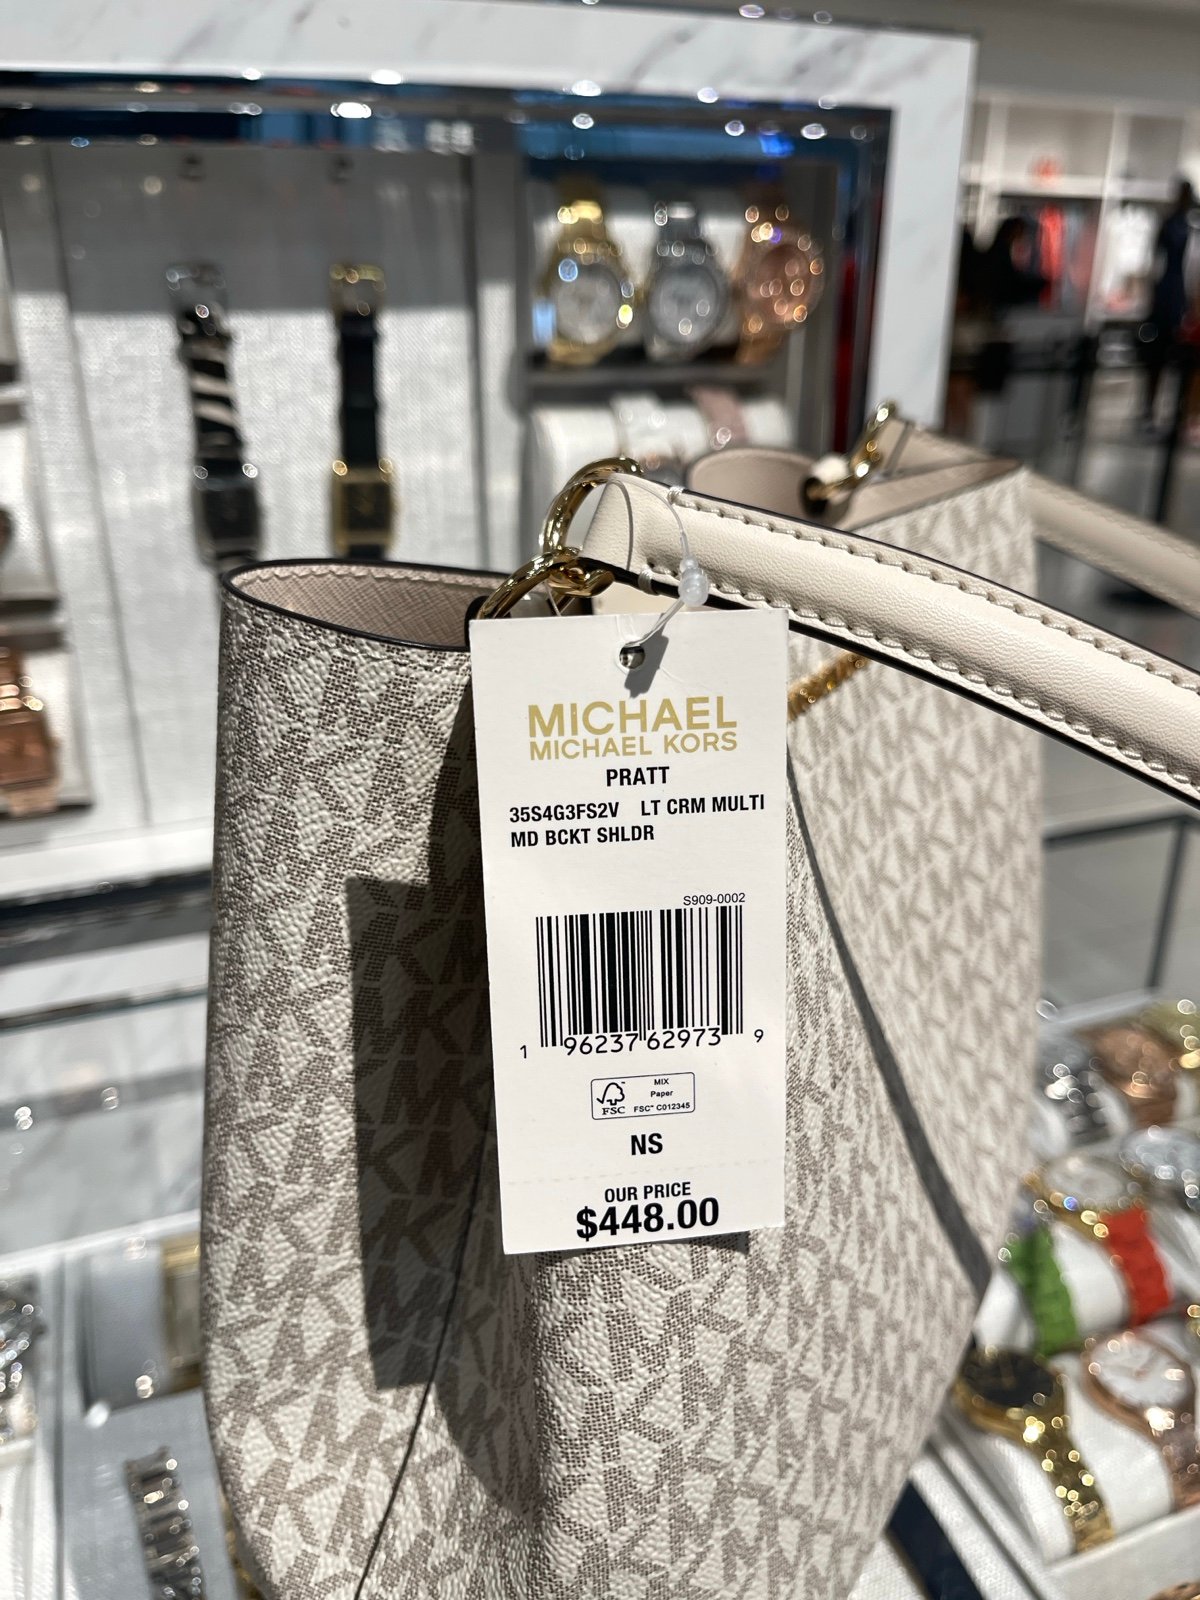 MICHAEL
MICHAEL KORS
PRATT
35S4G3FS2V LT CRM MULTI
MD BCKT SHLDR
S909-0002
1 96237 62973 9
FSC
MIX
Paper
FSC™ C012345
NS
OUR PRICE
$448.00